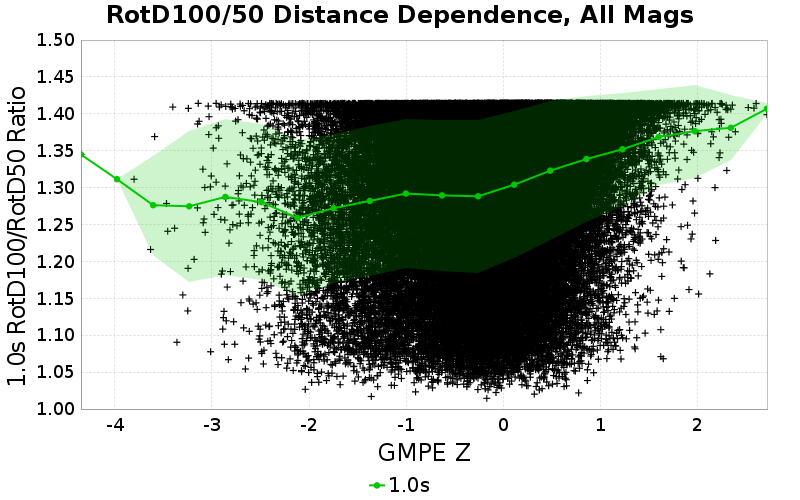 RotD100/50 Distance Dependence, All Mags
1.0s RotD100/RotD50 Ratio
1.50
1.45
1.40
1.35
1.30
1.25
1.20
1.15
1.10
1.05
1.00
-4 -3 -2 -1 0 1 2
GMPE Z
1.0s